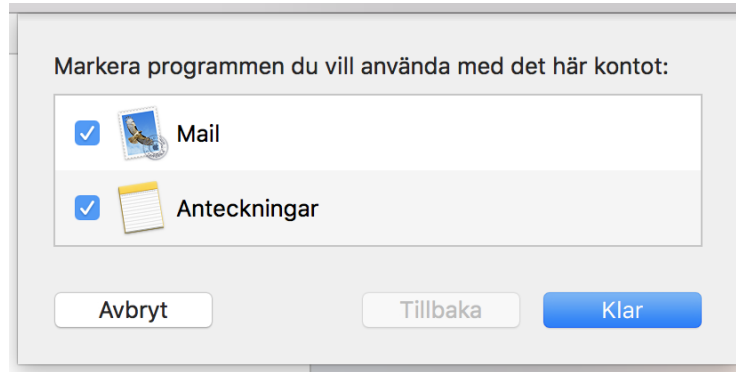 Markera programmen du vill använda med det här kontot:
Mail
Anteckningar
Avbryt
Tillbaka
Klar